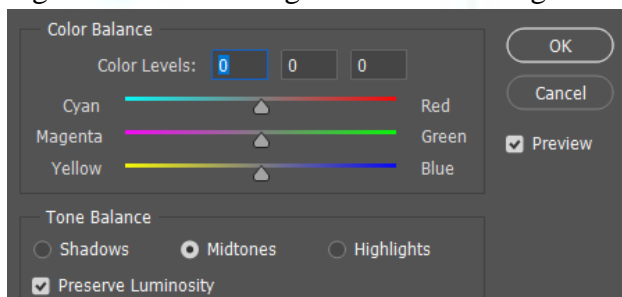 Color Balance
OK
Color Levels: 0 0 0
Cancel
Cyan Red
Magenta Green
Preview
Yellow Blue
Tone Balance
Shadows Midtones Highlights
Preserve Luminosity